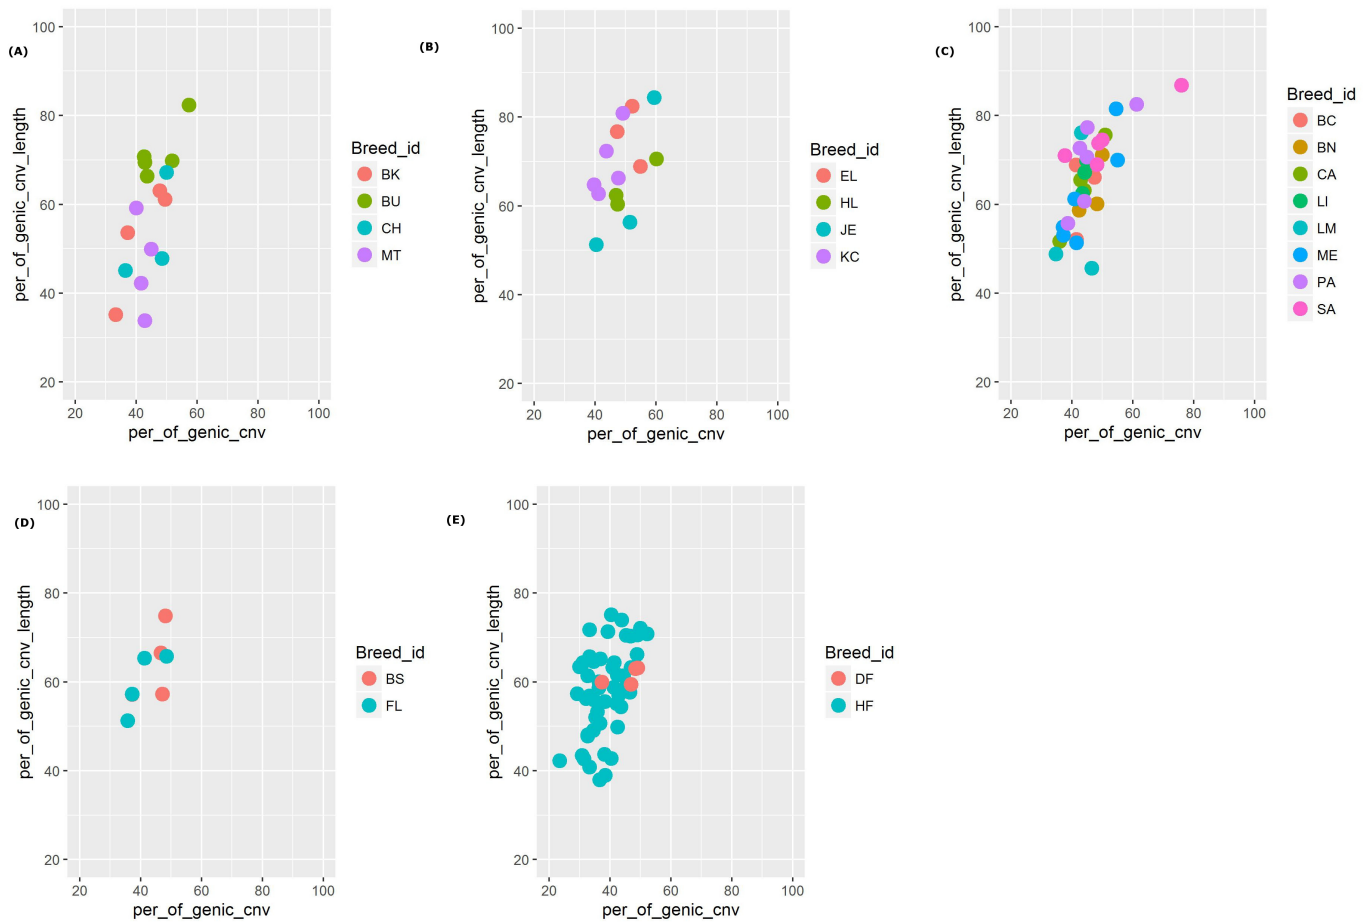 (A)
per_of_genic_cnv_length
100
80
60
40
20
20 40 60 80 100
per_of_genic_cnv
Breed_id
BK
BU
CH
MT
(B)
per_of_genic_cnv_length
100
80
60
40
20
20 40 60 80 100
per_of_genic_cnv
Breed_id
EL
HL
JE
KC
(C)
per_of_genic_cnv_length
100
80
60
40
20
20 40 60 80 100
per_of_genic_cnv
Breed_id
BC
BN
CA
LI
LM
ME
PA
SA
(D)
per_of_genic_cnv_length
100
80
60
40
20
20 40 60 80 100
per_of_genic_cnv
Breed_id
BS
FL
(E)
per_of_genic_cnv_length
100
80
60
40
20
20 40 60 80 100
per_of_genic_cnv
Breed_id
DF
HF